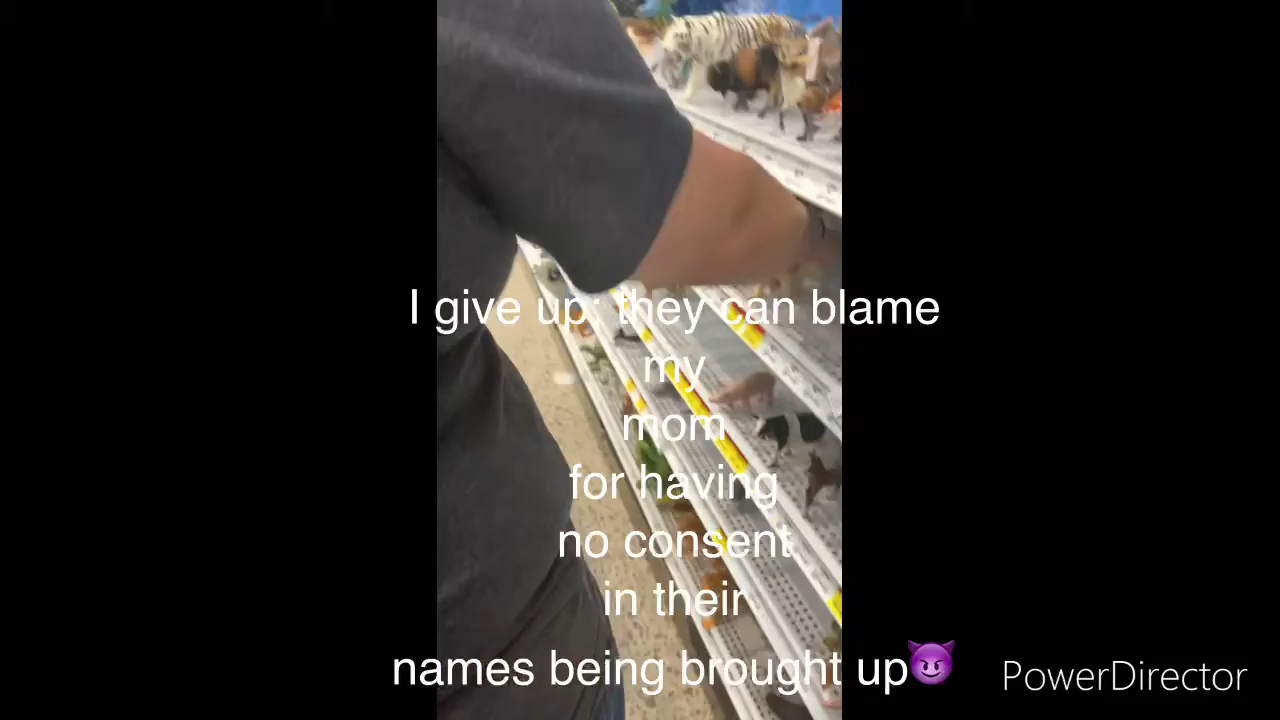 I give up; they can blame
my
mom
for having
no consent
in their
names being brought up😈
PowerDirector